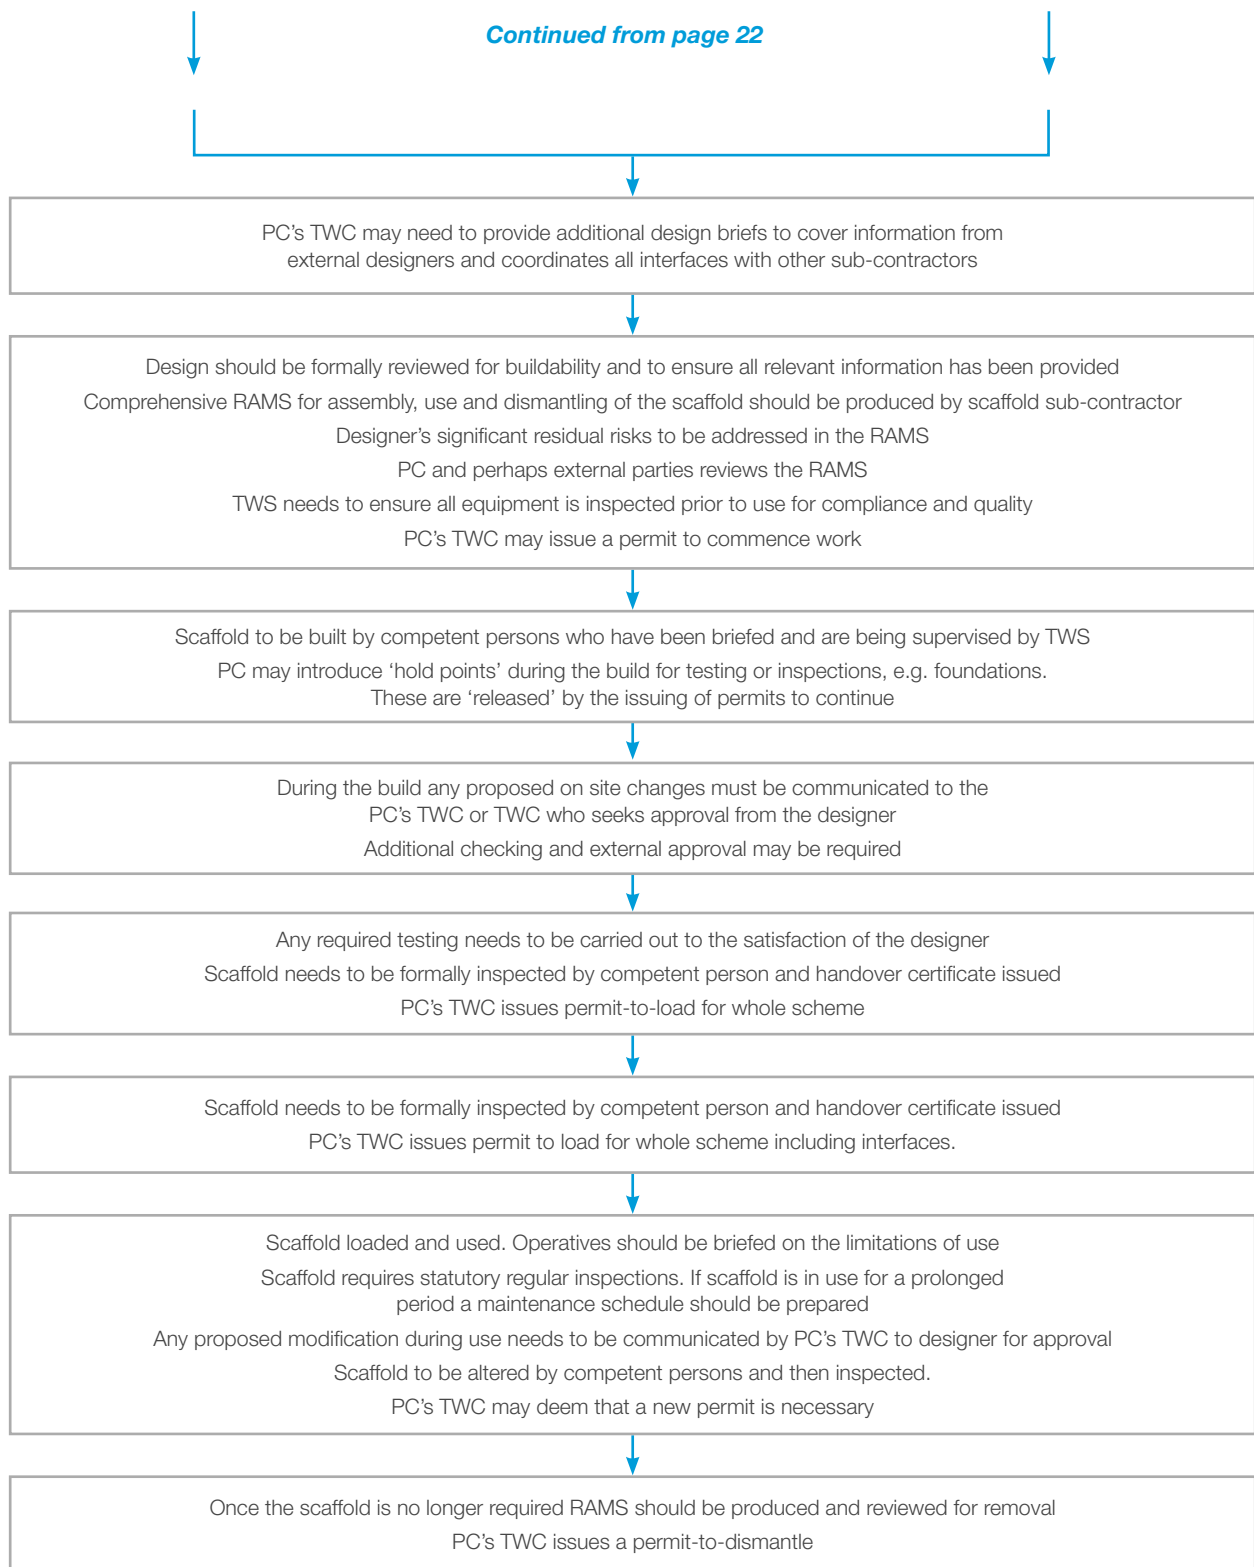 Continued from page 22
PC’s TWC may need to provide additional design briefs to cover information from
external designers and coordinates all interfaces with other sub-contractors
Design should be formally reviewed for buildability and to ensure all relevant information has been provided
Comprehensive RAMS for assembly, use and dismantling of the scaffold should be produced by scaffold sub-contractor
Designer’s significant residual risks to be addressed in the RAMS
PC and perhaps external parties reviews the RAMS
TWS needs to ensure all equipment is inspected prior to use for compliance and quality
PC’s TWC may issue a permit to commence work
Scaffold to be built by competent persons who have been briefed and are being supervised by TWS
PC may introduce ‘hold points’ during the build for testing or inspections, e.g. foundations.
These are ‘released’ by the issuing of permits to continue
During the build any proposed on site changes must be communicated to the
PC’s TWC or TWC who seeks approval from the designer
Additional checking and external approval may be required
Any required testing needs to be carried out to the satisfaction of the designer
Scaffold needs to be formally inspected by competent person and handover certificate issued
PC’s TWC issues permit-to-load for whole scheme
Scaffold needs to be formally inspected by competent person and handover certificate issued
PC’s TWC issues permit to load for whole scheme including interfaces.
Scaffold loaded and used. Operatives should be briefed on the limitations of use
Scaffold requires statutory regular inspections. If scaffold is in use for a prolonged
period a maintenance schedule should be prepared
Any proposed modification during use needs to be communicated by PC’s TWC to designer for approval
Scaffold to be altered by competent persons and then inspected.
PC’s TWC may deem that a new permit is necessary
Once the scaffold is no longer required RAMS should be produced and reviewed for removal
PC’s TWC issues a permit-to-dismantle